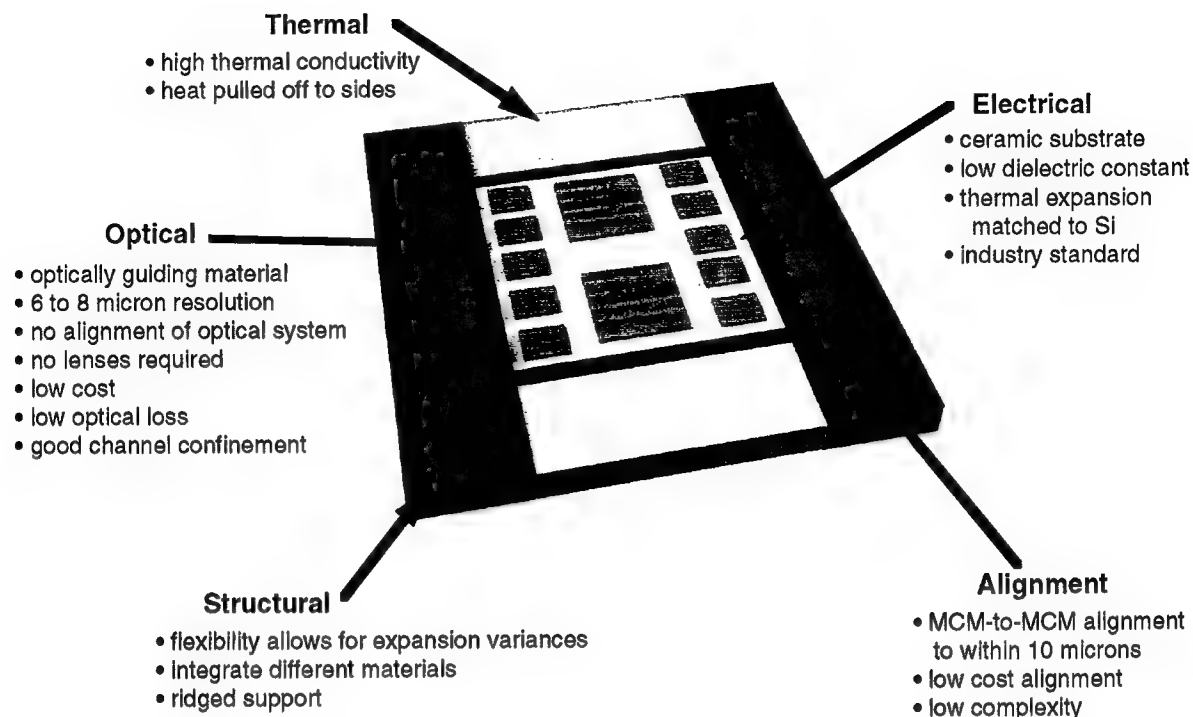 Thermal
• high thermal conductivity
• heat pulled off to sides
Electrical
• ceramic substrate
• low dielectric constant
• thermal expansion
matched to Si
• industry standard
Optical
• optically guiding material
• 6 to 8 micron resolution
• no alignment of optical system
• no lenses required
• low cost
• low optical loss
• good channel confinement
Structural
• flexibility allows for expansion variances
• integrate different materials
• ridged support
Alignment
• MCM-to-MCM alignment
to within 10 microns
• low cost alignment
• low complexity